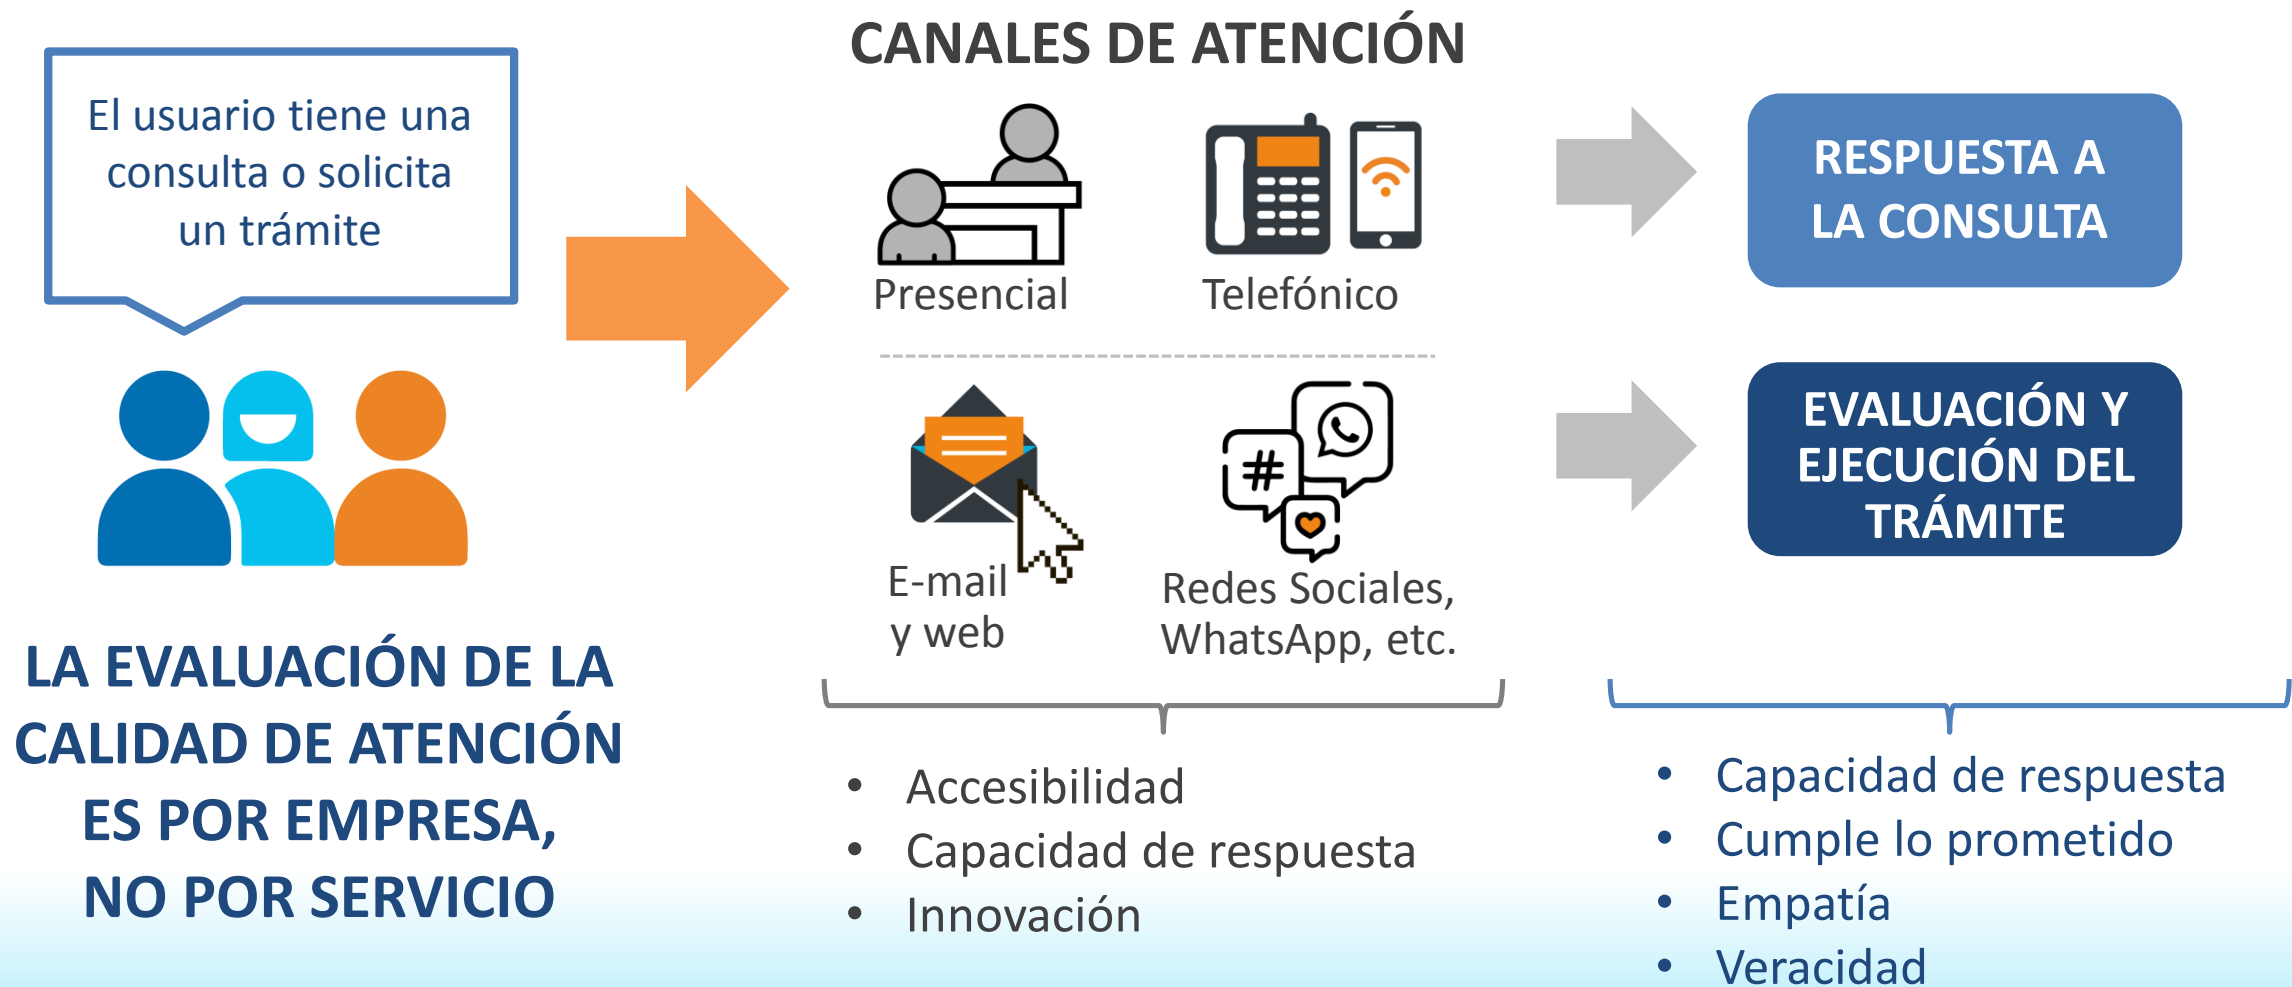 El usuario tiene una
consulta o solicita
un trámite
LA EVALUACIÓN DE LA
CALIDAD DE ATENCIÓN
ES POR EMPRESA,
NO POR SERVICIO
CANALES DE ATENCIÓN
Presencial
Telefónico
#
E-mail
y web
Redes Sociales,
WhatsApp, etc.
• Accesibilidad
• Capacidad de respuesta
• Innovación
RESPUESTA A
LA CONSULTA
EVALUACIÓN Y
EJECUCIÓN DEL
TRÁMITE
• Capacidad de respuesta
• Cumple lo prometido
• Empatía
• Veracidad